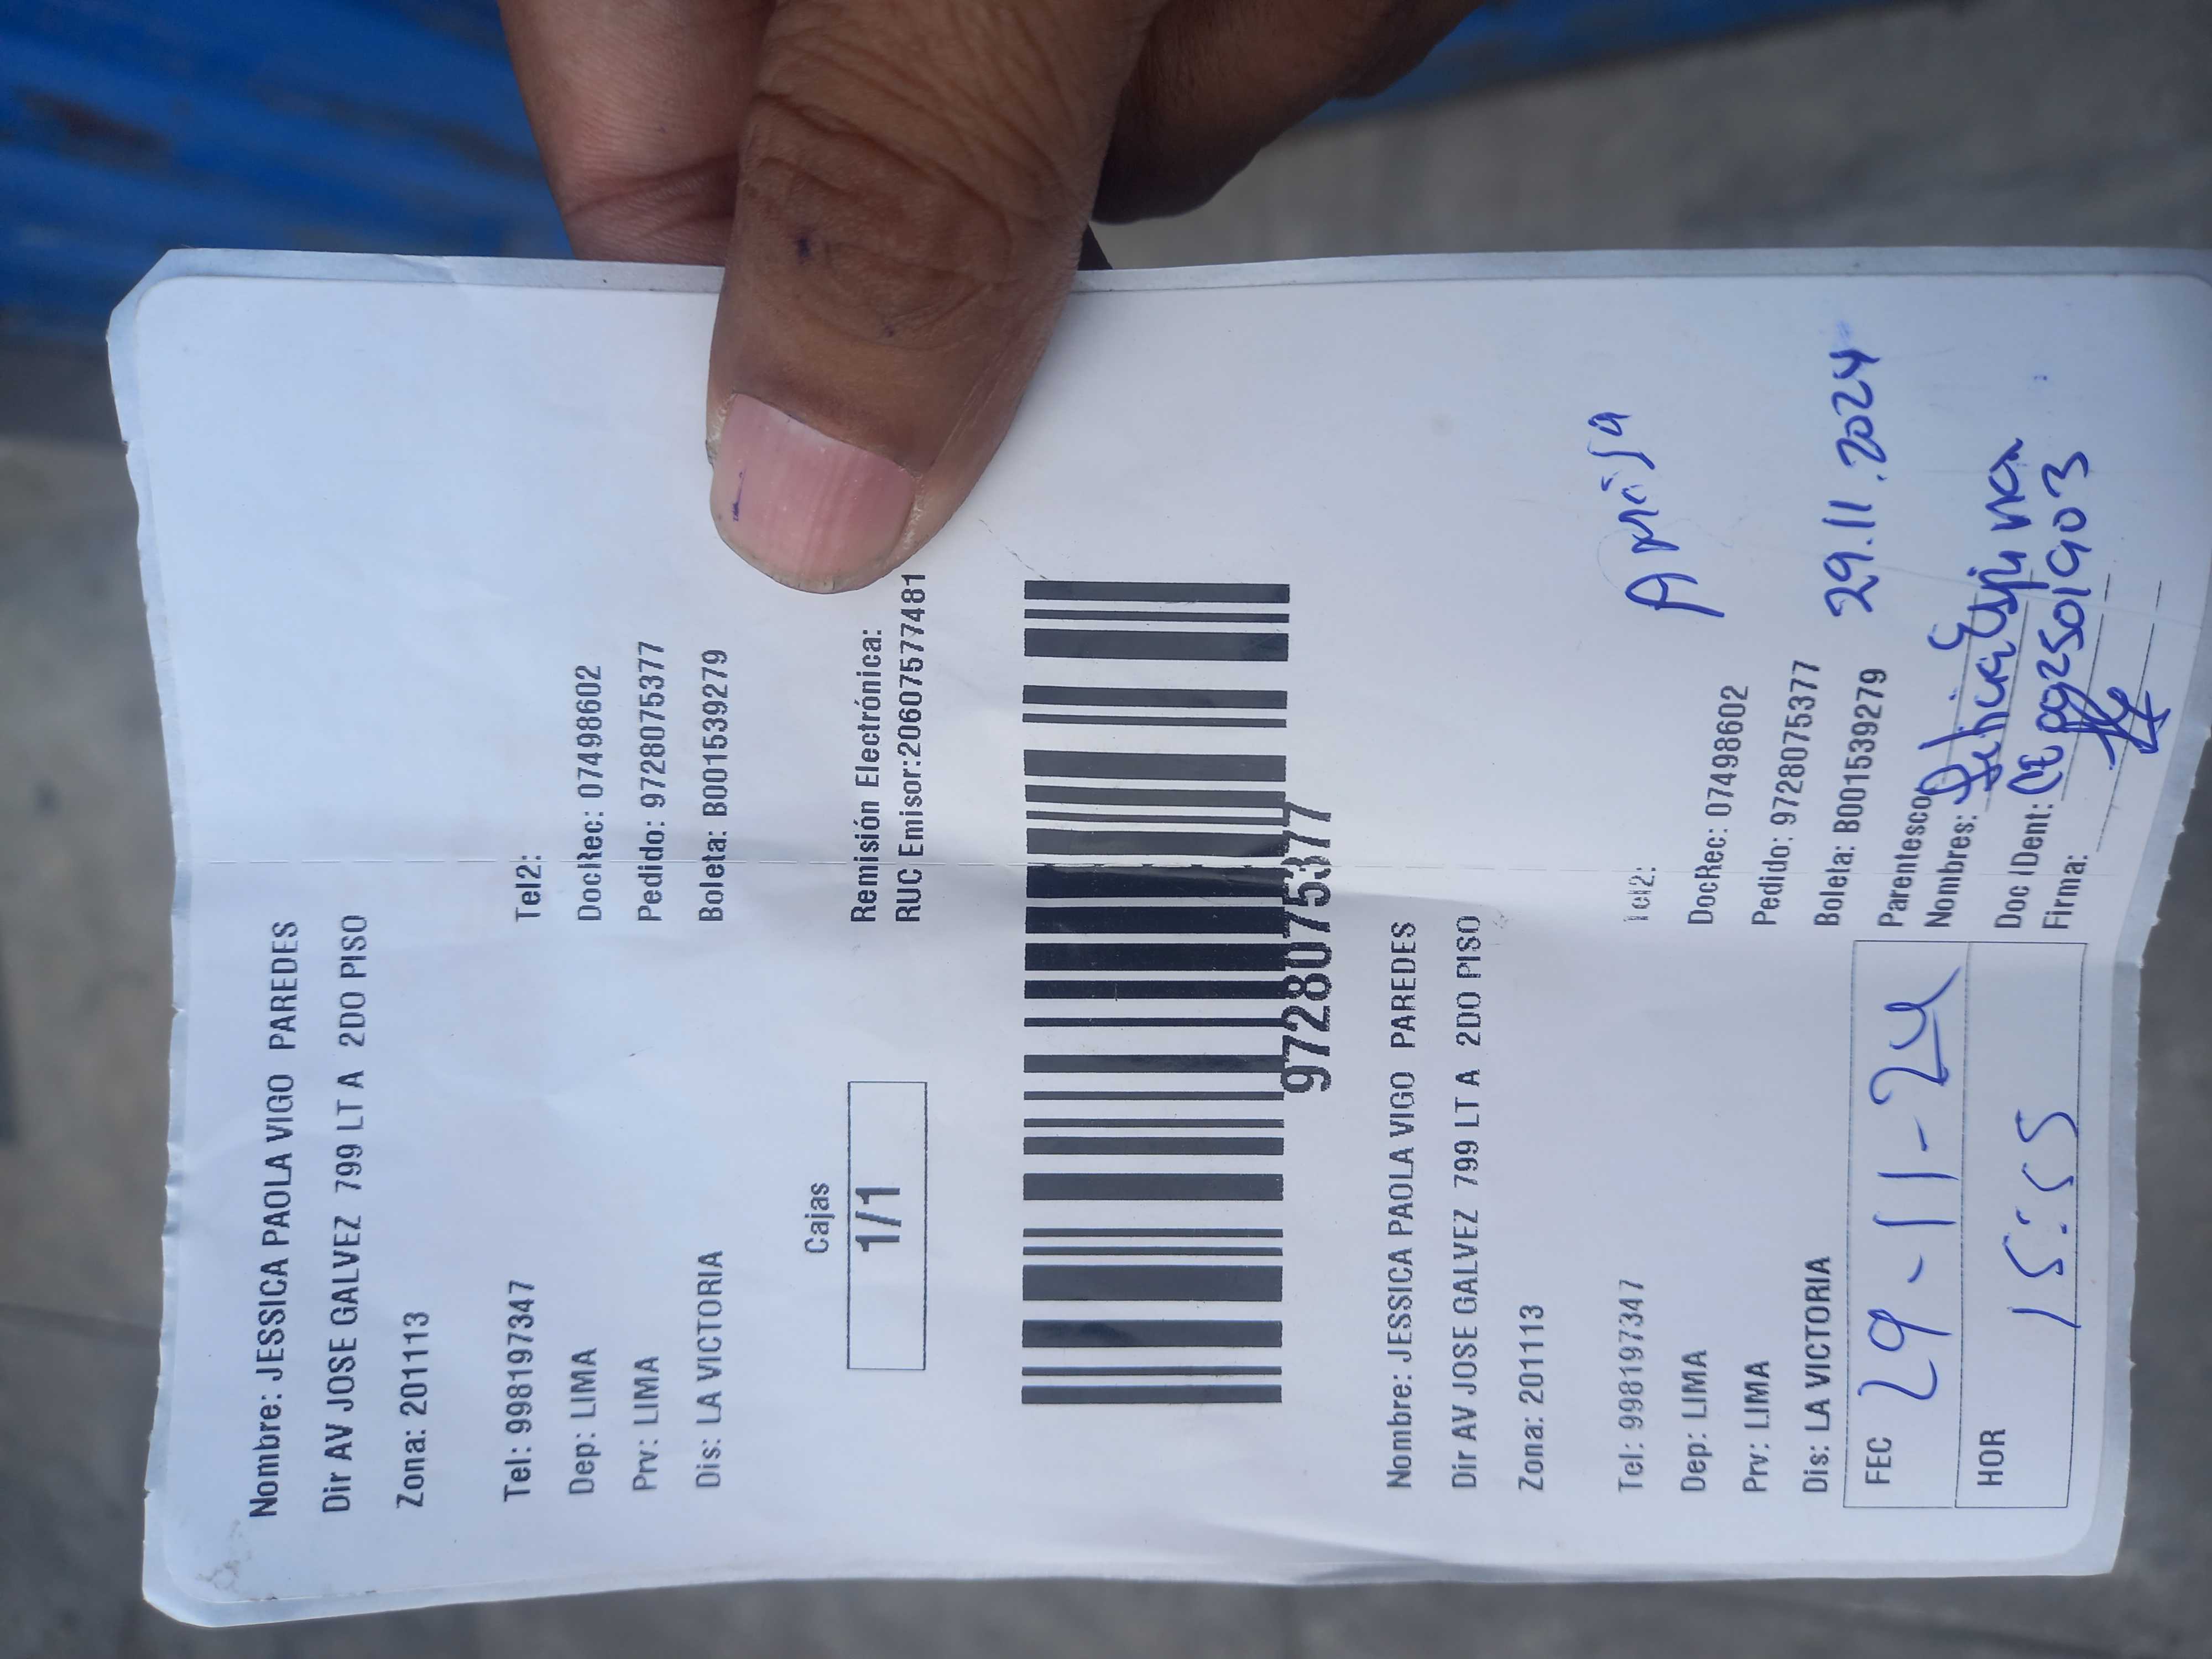 Nombre: JESSICA PAOLA VIGO PAREDES
Dir AV JOSE GALVEZ 799 LT A 2DO PISO
Zona: 201113
Tel: 998197347 Tel2:
Dep: LIMA DocRec: 07498602
Prv: LIMA Pedido: 9728075377
Dis: LA VICTORIA Boleta: B001539279
Cajas
1/1
Remisión Electrónica:
RUC Emisor:20607577481
9728075377
Nombre: JESSICA PAOLA VIGO PAREDES
Dir AV JOSE GALVEZ 799 LT A 2DO PISO
Zona: 201113
Tel: 998197347 Tel2:
Dep: LIMA DocRec: 07498602
Prv: LIMA Pedido: 9728075377
Dis: LA VICTORIA Boleta: B001539279
29.11.2024
FEC 29-11-24 Parentesco
Nombres:
HOR 15:55 Doc IDent:
Firma: